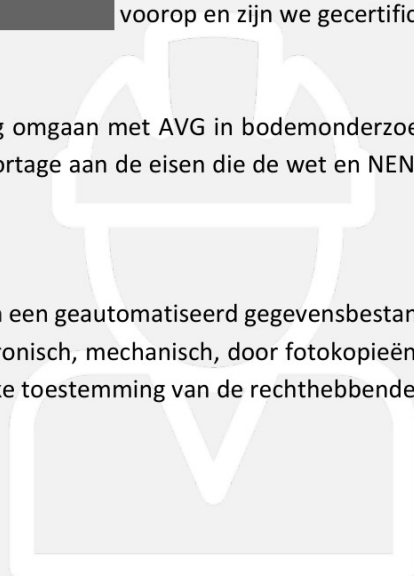 voorop en zijn we gecertific
g omgaan met AVG in bodemonderzoe
ortage aan de eisen die de wet en NEN
een geautomatiseerd gegevensbestan
ronisch, mechanisch, door fotokopieën
ke toestemming van de rechthebbende